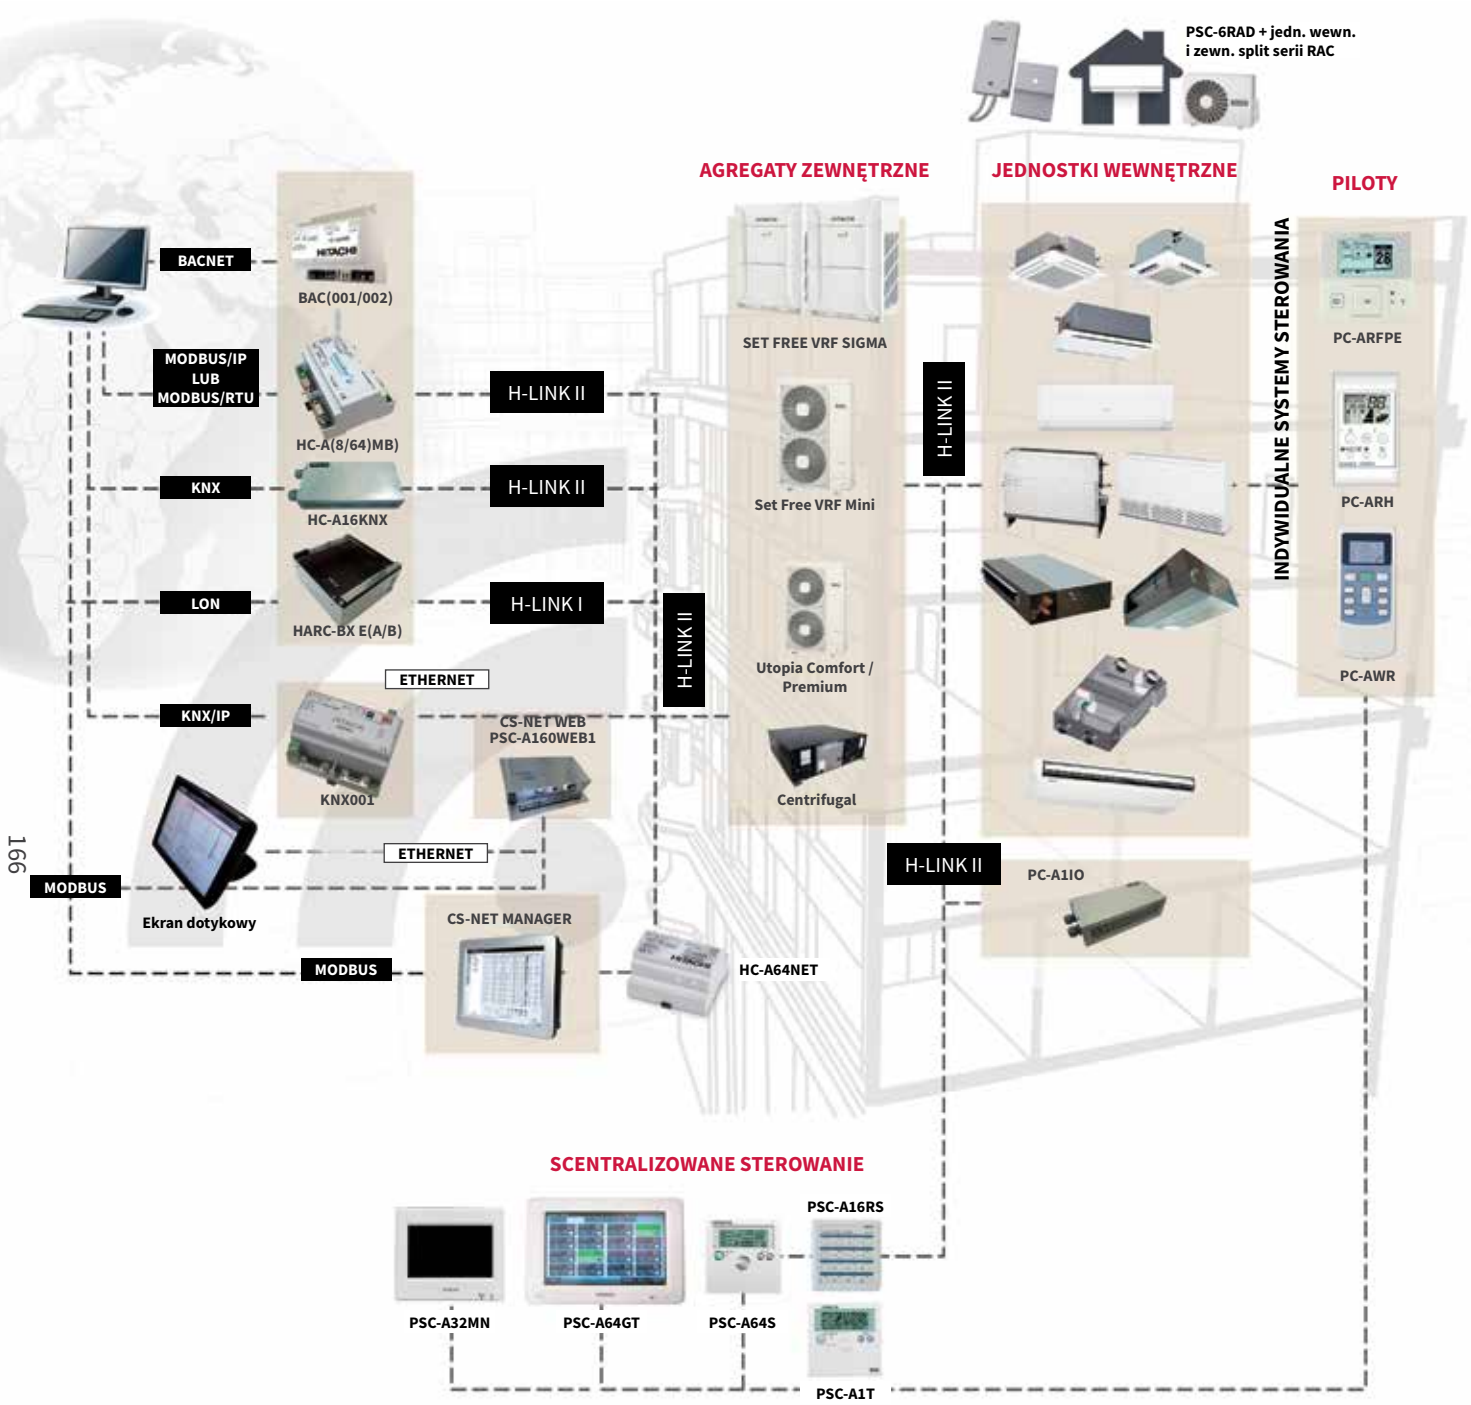 PSC-6RAD + jedn. wewn.
i zewn. split serii RAC
AGREGATY ZEWNĘTRZNE
JEDNOSTKI WEWNĘTRZNE
PILOTY
BACNET
HITACHI
BAC(001/002)
MODBUS/IP
LUB
MODBUS/RTU
H-LINK II
HC-A(8/64)MB)
KNX
H-LINK II
HC-A16KNX
LON
H-LINK I
HARC-BX E(A/B)
ETHERNET
KNX/IP
KNX001
CS-NET WEB
PSC-A160WEB1
H-LINK II
SET FREE VRF SIGMA
Set Free VRF Mini
Utopia Comfort /
Premium
Centrifugal
H-LINK II
INDYWIDUALNE SYSTEMY STEROWANIA
PC-ARFPE
PC-ARH
PC-AWR
166
ETHERNET
MODBUS
Ekran dotykowy
H-LINK II
PC-A1IO
CS-NET MANAGER
MODBUS
HITACHI
HC-A64NET
SCENTRALIZOWANE STEROWANIE
PSC-A16RS
PSC-A32MN
PSC-A64GT
PSC-A64S
PSC-A1T